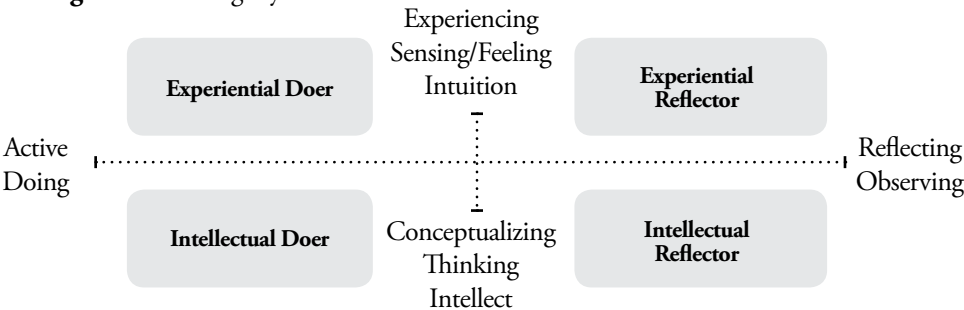 Experiencing
Sensing/Feeling
Intuition
Experiential Doer
Experiential
Reflector
Active
Doing
Reflecting
Observing
Intellectual Doer
Conceptualizing
Thinking
Intellect
Intellectual
Reflector